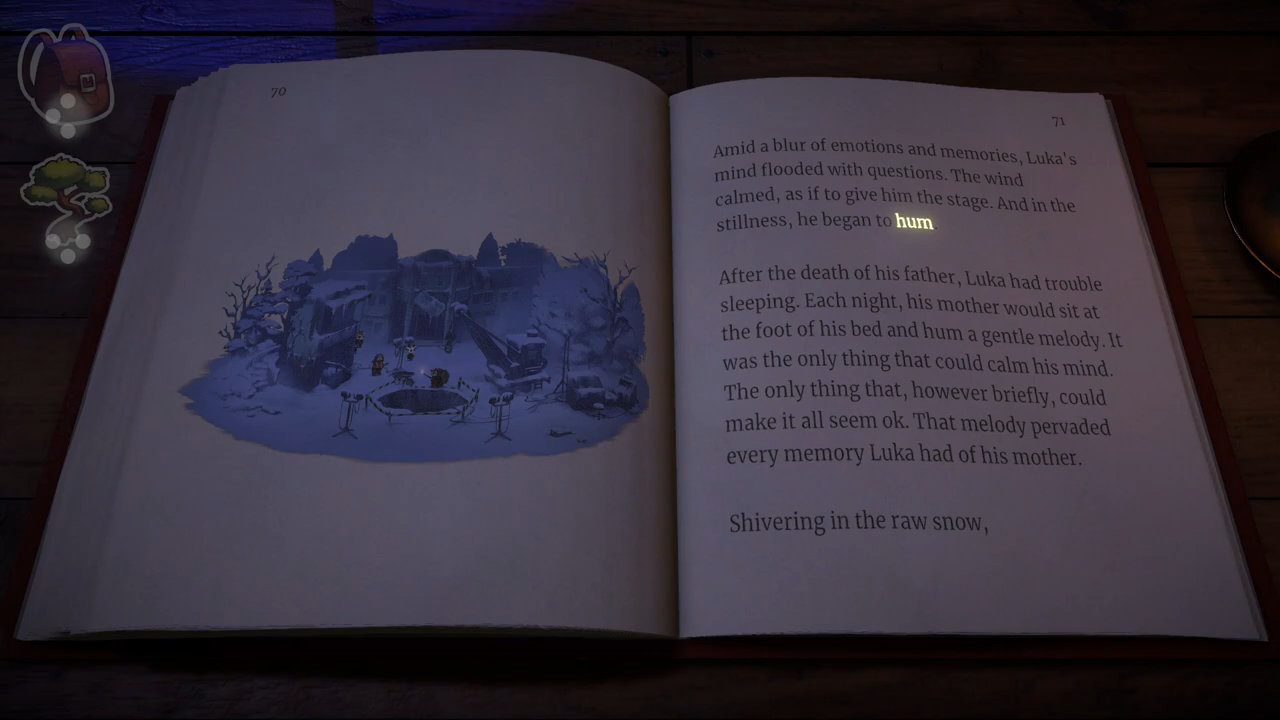 70
71
Amid a blur of emotions and memories, Luka's
mind flooded with questions. The wind
calmed, as if to give him the stage. And in the
stillness, he began to hum
After the death of his father, Luka had trouble
sleeping. Each night, his mother would sit at
the foot of his bed and hum a gentle melody. It
was the only thing that could calm his mind.
The only thing that, however briefly, could
make it all seem ok. That melody pervaded
every memory Luka had of his mother.
Shivering in the raw snow,